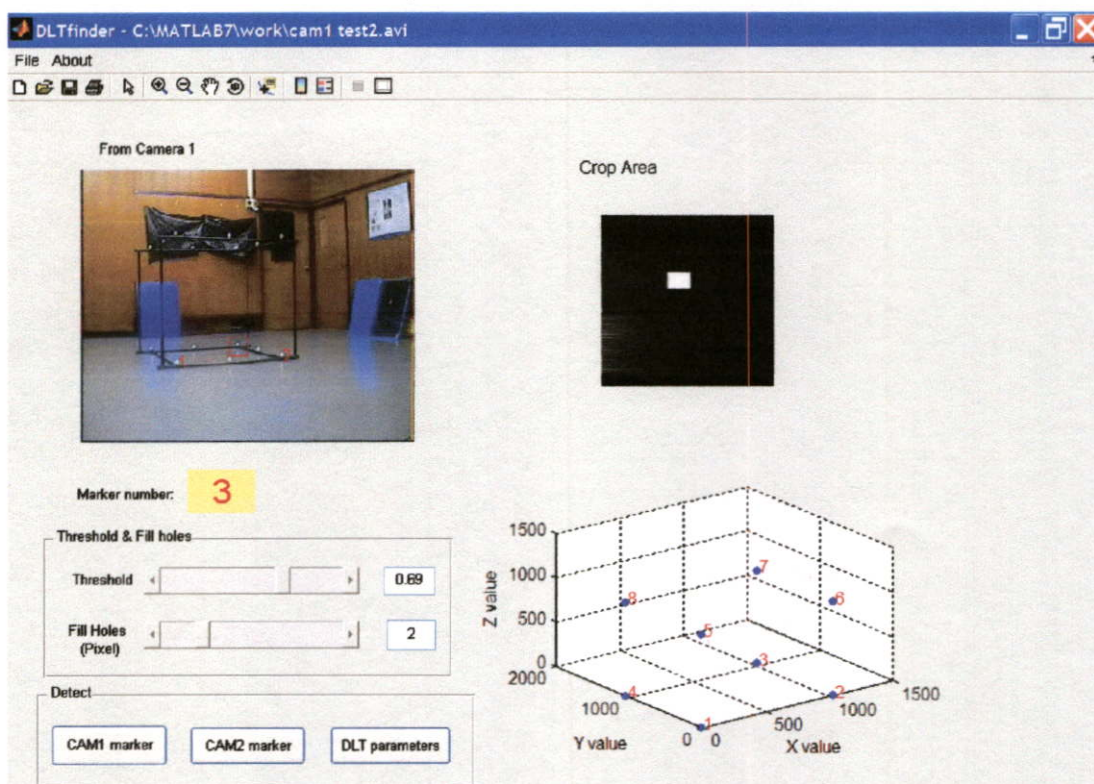 DLTfinder - C:\MATLAB7\work\cam1 test2.avi
File About
From Camera 1
Crop Area
Marker number: 3
Threshold & Fill holes
Threshold 0.69
Fill Holes
(Pixel)
2
Detect
CAM1 marker CAM2 marker DLT parameters
1500
1000
500
0
Z value
2000
1000
0
Y value
0
500
1000
1500
X value
7
8
6
5
3
4
2
1